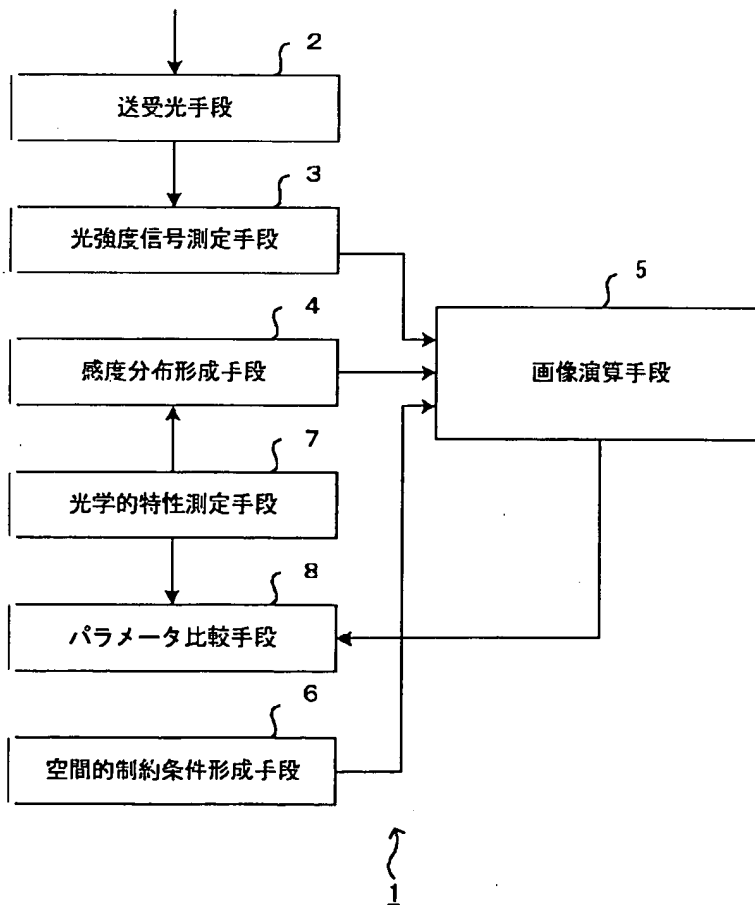 2
送受光手段
3
光強度信号測定手段
5
4
感度分布形成手段
画像演算手段
7
光学的特性測定手段
8
パラメータ比較手段
6
空間的制約条件形成手段
1